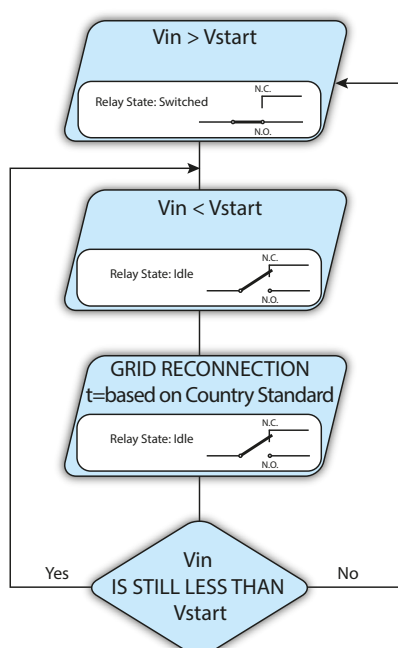 Vin > Vstart
N.C.
Relay State: Switched
N.O.
Vin < Vstart
N.C.
Relay State: Idle
N.O.
GRID RECONNECTION
t=based on Country Standard
N.C.
Relay State: Idle
N.O.
Yes
Vin
IS STILL LESS THAN
Vstart
No